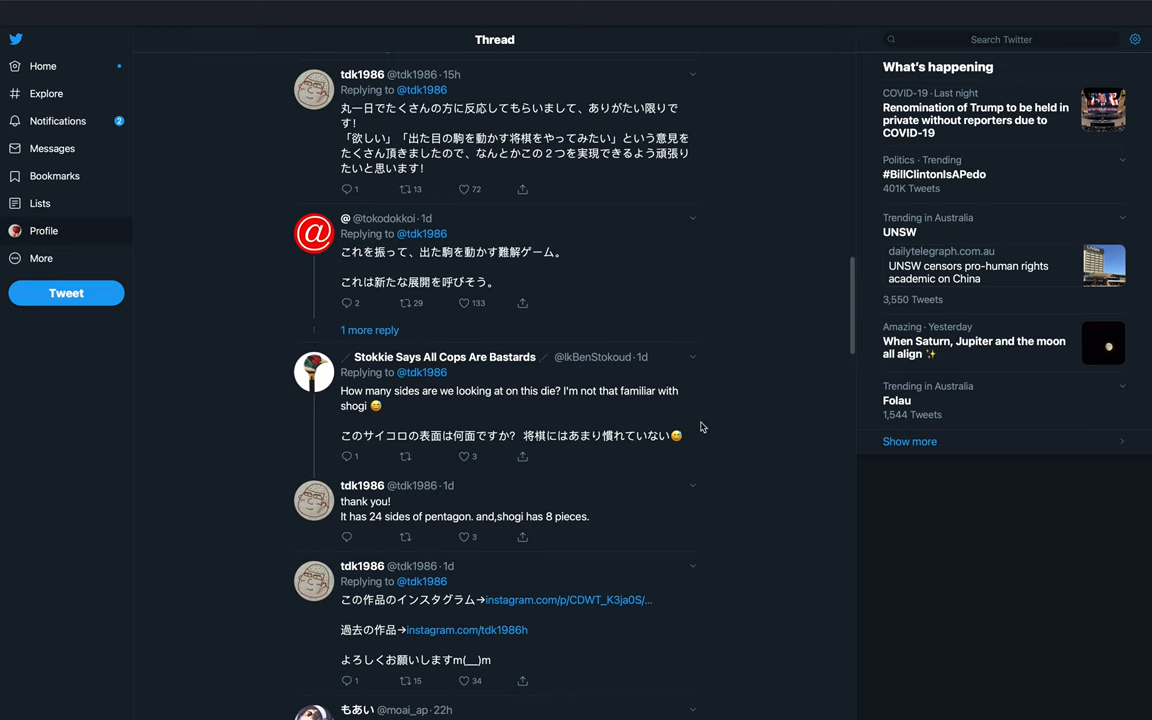 Thread
Search Twitter
Home
Explore
Notifications 2
Messages
Bookmarks
Lists
Profile
More
Tweet
tdk1986 @tdk1986 · 15h
Replying to @tdk1986
丸一日でたくさんの方に反応してもらいまして、ありがたい限りで
す！
「欲しい」「出た目の駒を動かす将棋をやってみたい」という意見を
たくさん頂きましたので、なんとかこの２つを実現できるよう頑張り
たいと思います！
1 13 72
@ @tokodokkoi · 1d
Replying to @tdk1986
これを振って、出た駒を動かす難解ゲーム。
これは新たな展開を呼びそう。
2 29 133
1 more reply
Stokkie Says All Cops Are Bastards @IkBenStokoud · 1d
Replying to @tdk1986
How many sides are we looking at on this die? I'm not that familiar with
shogi 😅
このサイコロの表面は何面ですか？ 将棋にはあまり慣れていない😅
1 3
tdk1986 @tdk1986 · 1d
thank you!
It has 24 sides of pentagon. and,shogi has 8 pieces.
3
tdk1986 @tdk1986 · 1d
Replying to @tdk1986
この作品のインスタグラム→instagram.com/p/CDWT_K3ja0S/...
過去の作品→instagram.com/tdk1986h
よろしくお願いしますm(__)m
1 15 34
もあい @moai_ap · 22h
What's happening
COVID-19 · Last night
Renomination of Trump to be held in
private without reporters due to
COVID-19
Politics · Trending
#BillClintonIsAPedo
401K Tweets
Trending in Australia
UNSW
dailytelegraph.com.au
UNSW censors pro-human rights
academic on China
3,550 Tweets
Amazing · Yesterday
When Saturn, Jupiter and the moon
all align ✨
Trending in Australia
Folau
1,544 Tweets
Show more